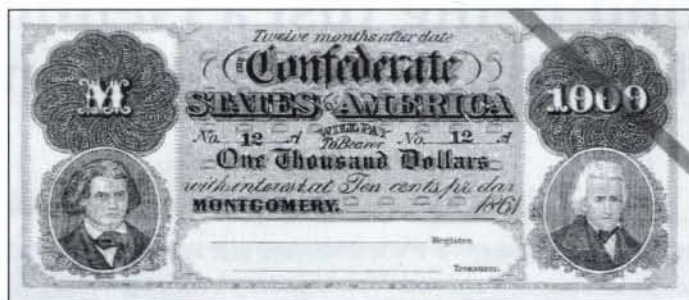 Twelve months after date
the
Confederate
STATES OF AMERICA
M
1000
No. 12 A WILL PAY No. 12 A
To Bearer
One Thousand Dollars
with interest at Ten cents per day
MONTGOMERY. 1861
Register.
Treasurer.